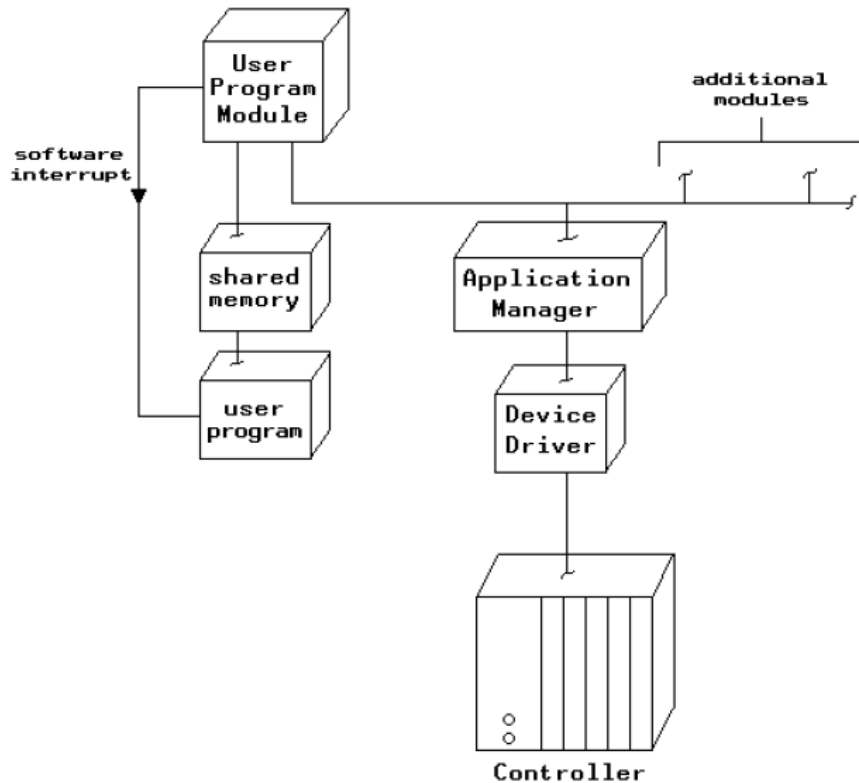 User
Program
Module
additional
modules
software
interrupt
shared
memory
Application
Manager
user
program
Device
Driver
Controller